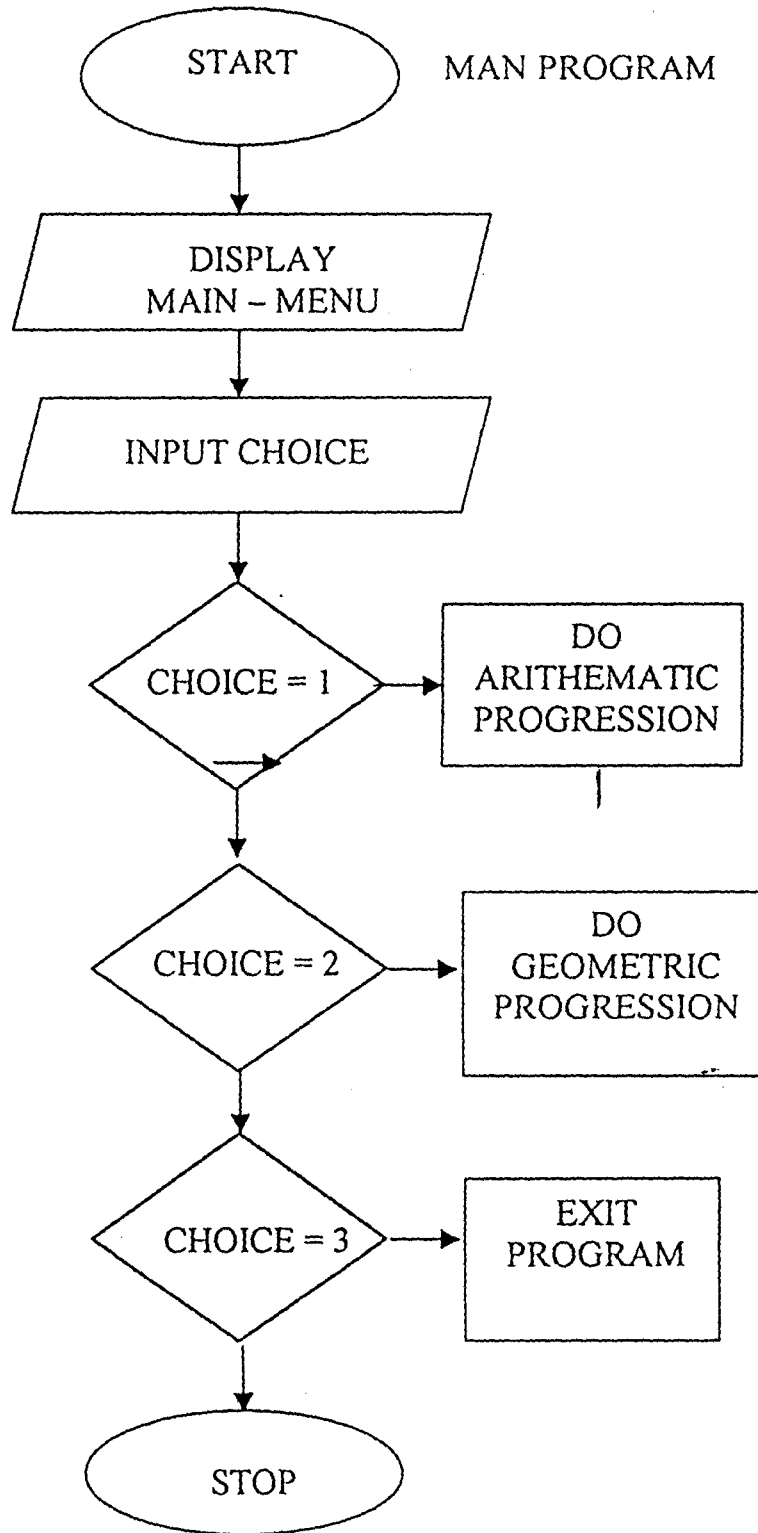 START
MAN PROGRAM
DISPLAY
MAIN – MENU
INPUT CHOICE
CHOICE = 1
DO
ARITHEMATIC
PROGRESSION
CHOICE = 2
DO
GEOMETRIC
PROGRESSION
CHOICE = 3
EXIT
PROGRAM
STOP